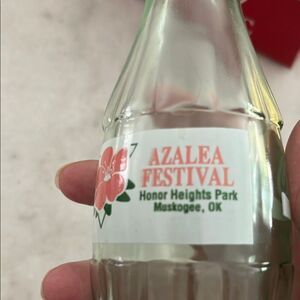 AZALEA
FESTIVAL
Honor Heights Park
Muskogee, OK